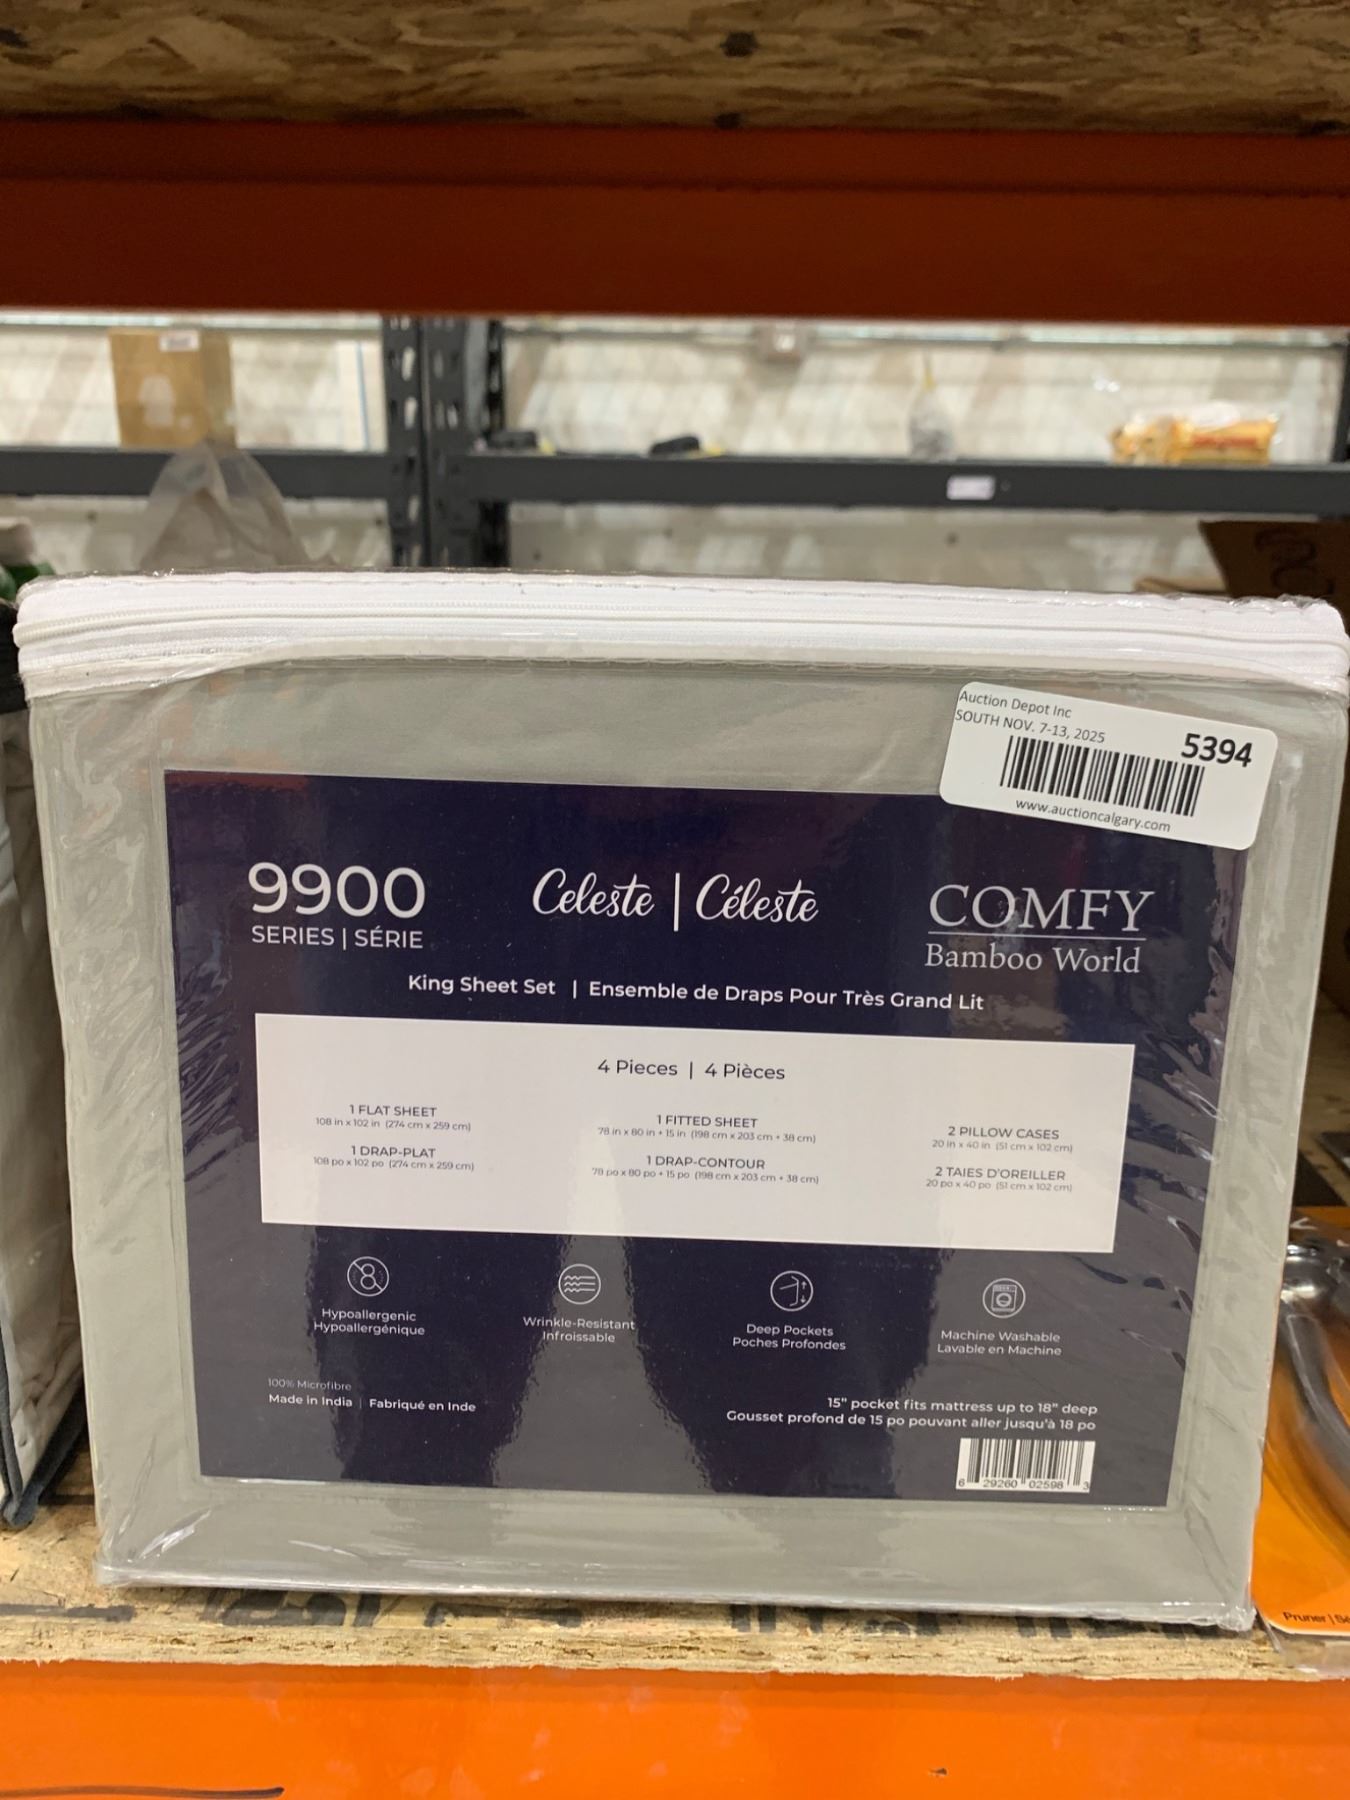 Auction Depot Inc
SOUTH NOV. 7-13, 2025
5394
www.auctioncalgary.com
9900
SERIES | SÉRIE
Celeste | Céleste
COMFY
Bamboo World
King Sheet Set | Ensemble de Draps Pour Très Grand Lit
4 Pieces | 4 Pièces
1 FLAT SHEET
108 in x 102 in (274 cm x 259 cm)
1 DRAP-PLAT
108 po x 102 po (274 cm x 259 cm)
1 FITTED SHEET
78 in x 80 in + 15 in (198 cm x 203 cm + 38 cm)
1 DRAP-CONTOUR
78 po x 80 po + 15 po (198 cm x 203 cm + 38 cm)
2 PILLOW CASES
20 in x 40 in (51 cm x 102 cm)
2 TAIES D'OREILLER
20 po x 40 po (51 cm x 102 cm)
Hypoallergenic
Hypoallergénique
Wrinkle-Resistant
Infroissable
Deep Pockets
Poches Profondes
Machine Washable
Lavable en Machine
100% Microfibre
Made in India | Fabriqué en Inde
15" pocket fits mattress up to 18" deep
Gousset profond de 15 po pouvant aller jusqu'à 18 po
6 29260 02598 3
Pruner |